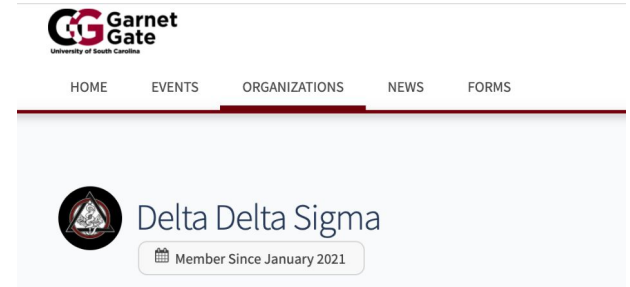 Garnet
Gate
University of South Carolina
HOME EVENTS ORGANIZATIONS NEWS FORMS
Delta Delta Sigma
Member Since January 2021